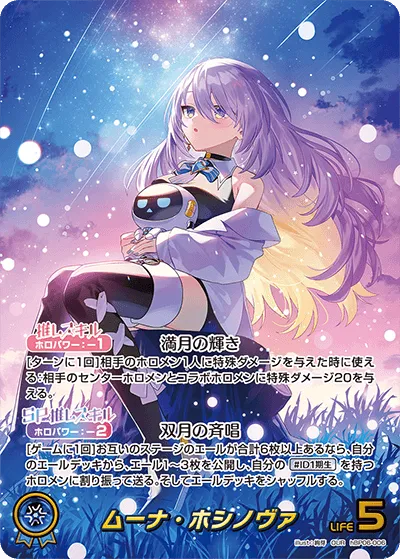 推しスキル
ホロパワー:-1
満月の輝き
[ターンに1回]相手のホロメン1人に特殊ダメージを与えた時に使え
る:相手のセンターホロメンとコラボホロメンに特殊ダメージ20を与
える。
SP推しスキル
ホロパワー:-2
双月の斉唱
[ゲームに1回]お互いのステージのエールが合計6枚以上あるなら、自分
のエールデッキから、エール1~3枚を公開し、自分の #ID1期生 を持つ
ホロメンに割り振って送る。そしてエールデッキをシャッフルする。
ムーナ・ホシノヴァ
LIFE 5
illust: OUR hBP06-006